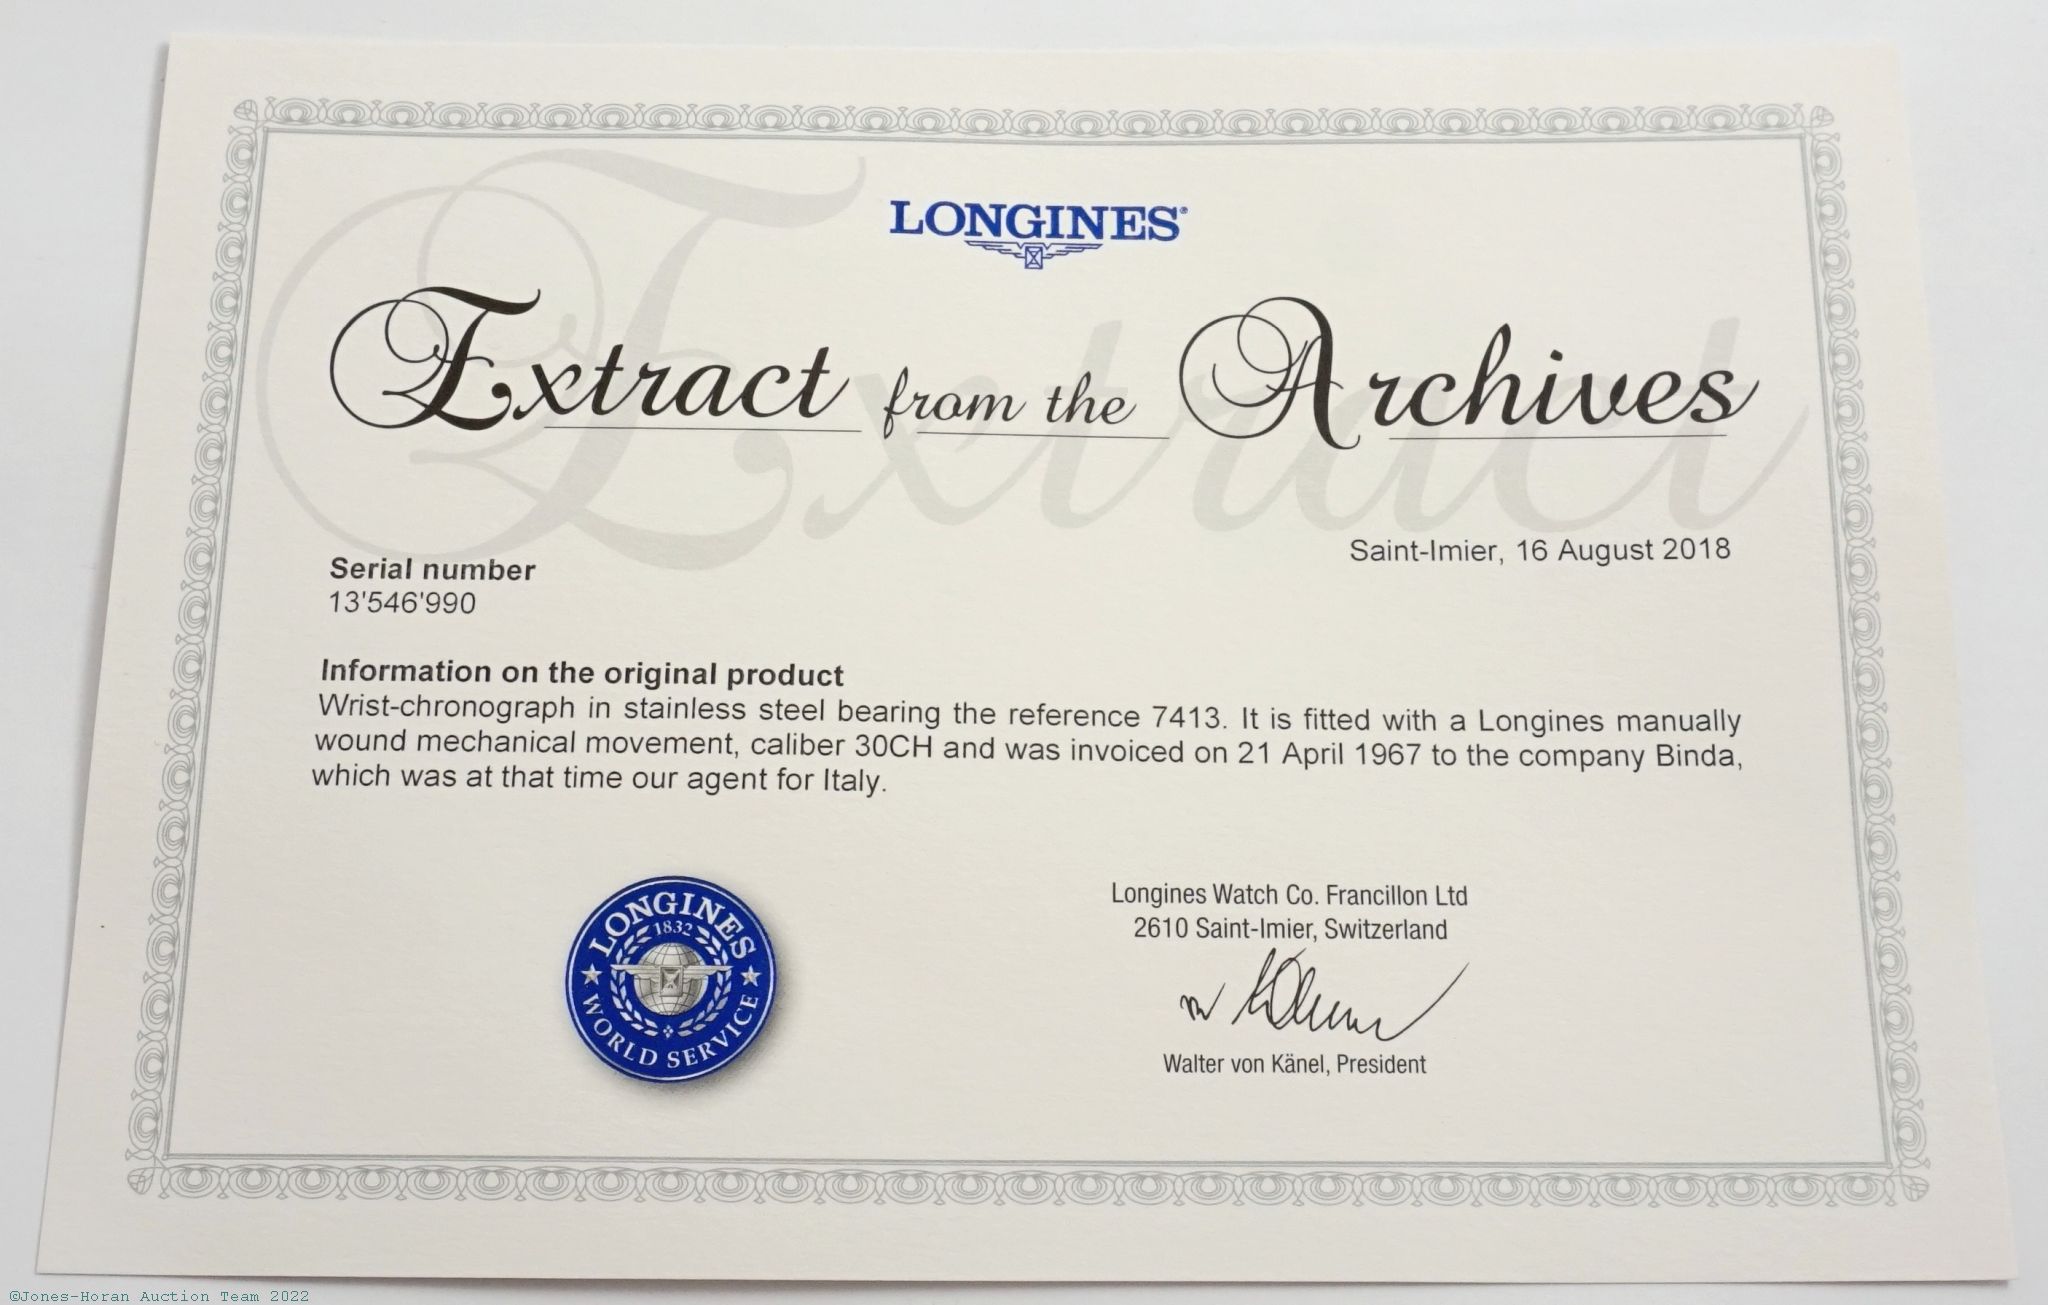 LONGINES®
Extract from the Archives
Extract
Saint-Imier, 16 August 2018
Serial number
13'546'990
Information on the original product
Wrist-chronograph in stainless steel bearing the reference 7413. It is fitted with a Longines manually
wound mechanical movement, caliber 30CH and was invoiced on 21 April 1967 to the company Binda,
which was at that time our agent for Italy.
LONGINES
1832
WORLD SERVICE
Longines Watch Co. Francillon Ltd
2610 Saint-Imier, Switzerland
Walter von Känel, President
©Jones-Horan Auction Team 2022